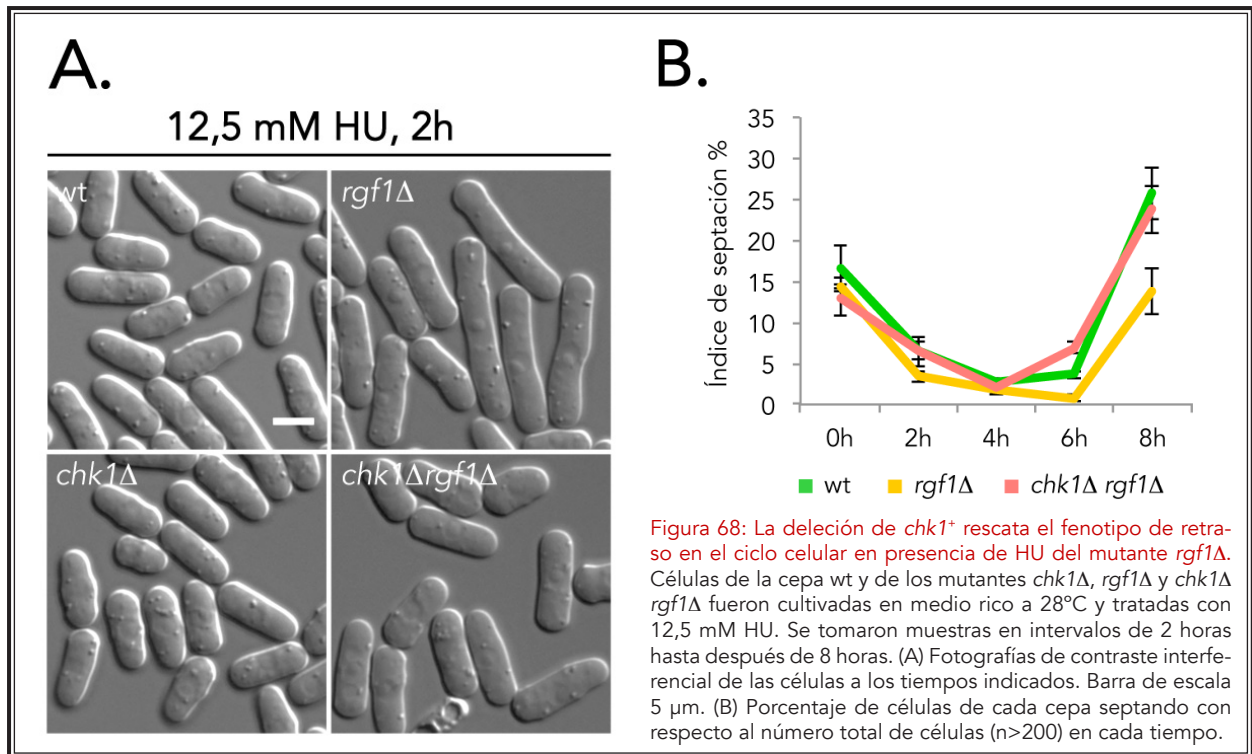 A.
12,5 mM HU, 2h
wt
rgf1Δ
chk1Δ
chk1Δrgf1Δ
B.
Índice de septación %
35
30
25
20
15
10
5
0
0h
2h
4h
6h
8h
wt
rgf1Δ
chk1Δ rgf1Δ
Figura 68: La deleción de chk1⁺ rescata el fenotipo de retra-
so en el ciclo celular en presencia de HU del mutante rgf1Δ.
Células de la cepa wt y de los mutantes chk1Δ, rgf1Δ y chk1Δ
rgf1Δ fueron cultivadas en medio rico a 28ºC y tratadas con
12,5 mM HU. Se tomaron muestras en intervalos de 2 horas
hasta después de 8 horas. (A) Fotografías de contraste interfe-
rencial de las células a los tiempos indicados. Barra de escala
5 µm. (B) Porcentaje de células de cada cepa septando con
respecto al número total de células (n>200) en cada tiempo.